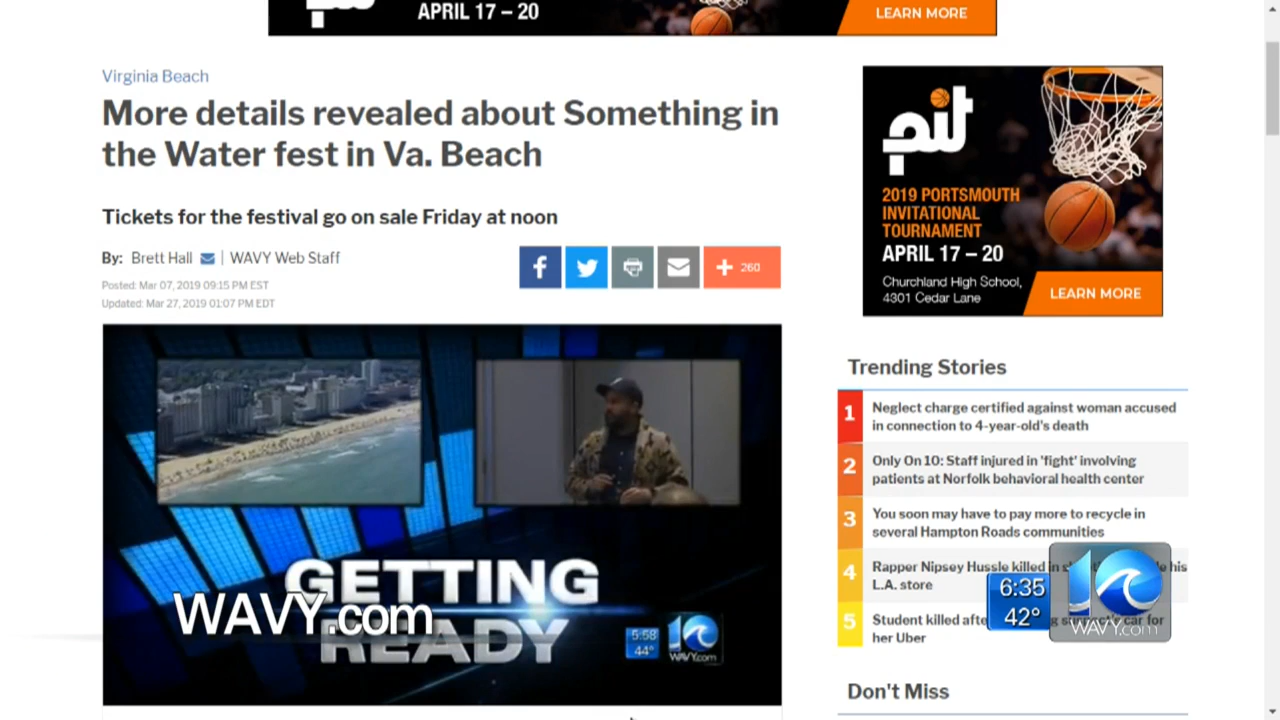 APRIL 17 – 20
LEARN MORE
Virginia Beach
More details revealed about Something in
the Water fest in Va. Beach
Tickets for the festival go on sale Friday at noon
By: Brett Hall | WAVY Web Staff
Posted: Mar 07, 2019 09:15 PM EST
Updated: Mar 27, 2019 01:07 PM EDT
+ 260
GETTING
READY
WAVY.com
5:58
44°
10
WAVY.com
pit
2019 PORTSMOUTH
INVITATIONAL
TOURNAMENT
APRIL 17 – 20
Churchland High School,
4301 Cedar Lane
LEARN MORE
Trending Stories
1 Neglect charge certified against woman accused
in connection to 4-year-old's death
2 Only On 10: Staff injured in 'fight' involving
patients at Norfolk behavioral health center
3 You soon may have to pay more to recycle in
several Hampton Roads communities
4 Rapper Nipsey Hussle killed in his
L.A. store
5 Student killed car for
her Uber
6:35
42°
10
WAVY.com
Don't Miss